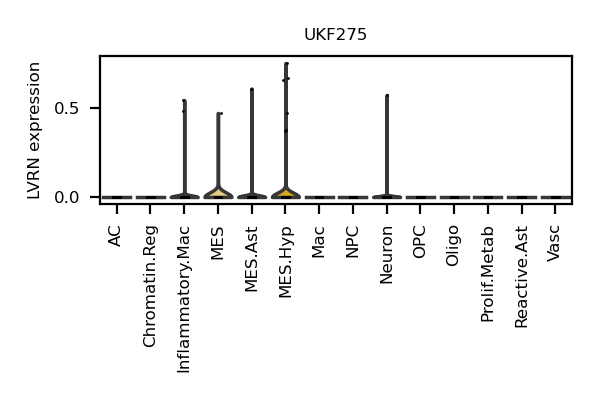 UKF275
LVRN expression
0.5
0.0
AC
Chromatin.Reg
Inflammatory.Mac
MES
MES.Ast
MES.Hyp
Mac
NPC
Neuron
OPC
Oligo
Prolif.Metab
Reactive.Ast
Vasc